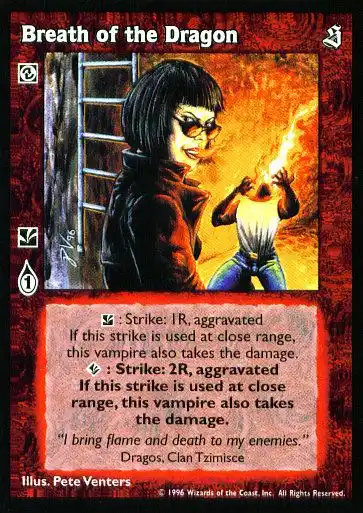 Breath of the Dragon
S
PV96
1
: Strike: 1R, aggravated
If this strike is used at close range,
this vampire also takes the damage.
: Strike: 2R, aggravated
If this strike is used at close
range, this vampire also takes
the damage.
"I bring flame and death to my enemies."
Dragos, Clan Tzimisce
Illus. Pete Venters
© 1996 Wizards of the Coast, Inc. All Rights Reserved.